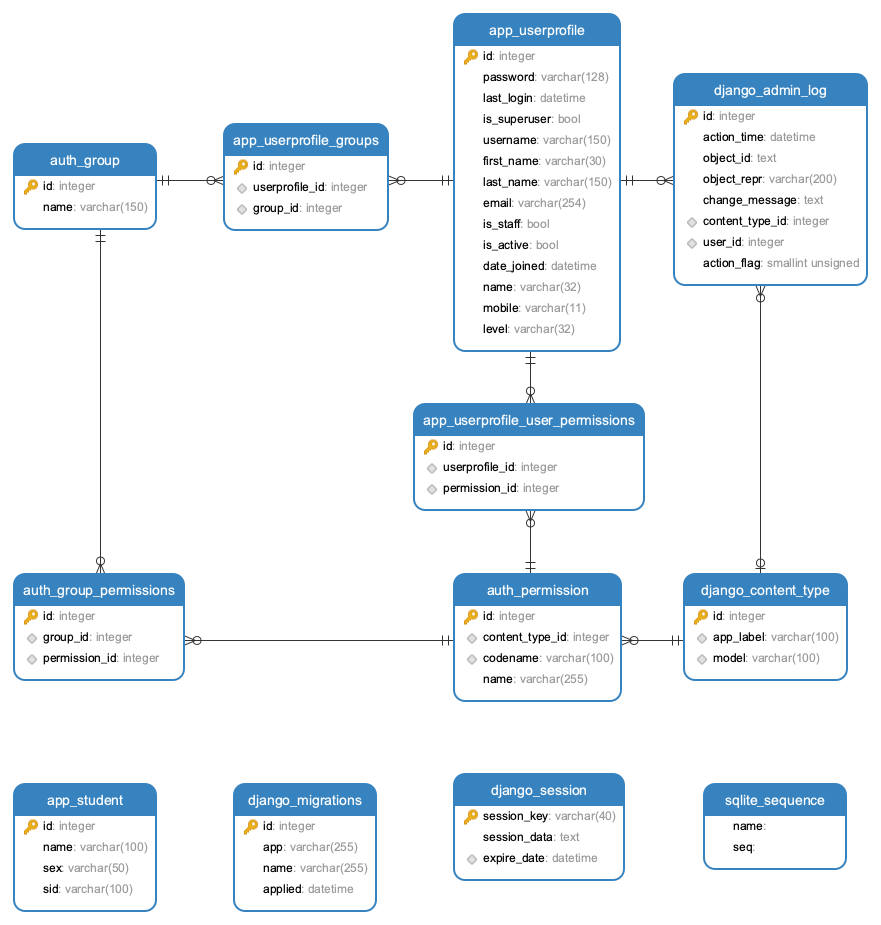 app_userprofile
id: integer
password: varchar(128)
last_login: datetime
is_superuser: bool
username: varchar(150)
first_name: varchar(30)
last_name: varchar(150)
email: varchar(254)
is_staff: bool
is_active: bool
date_joined: datetime
name: varchar(32)
mobile: varchar(11)
level: varchar(32)
django_admin_log
id: integer
action_time: datetime
object_id: text
object_repr: varchar(200)
change_message: text
content_type_id: integer
user_id: integer
action_flag: smallint unsigned
app_userprofile_groups
id: integer
userprofile_id: integer
group_id: integer
auth_group
id: integer
name: varchar(150)
app_userprofile_user_permissions
id: integer
userprofile_id: integer
permission_id: integer
auth_group_permissions
id: integer
group_id: integer
permission_id: integer
auth_permission
id: integer
content_type_id: integer
codename: varchar(100)
name: varchar(255)
django_content_type
id: integer
app_label: varchar(100)
model: varchar(100)
app_student
id: integer
name: varchar(100)
sex: varchar(50)
sid: varchar(100)
django_migrations
id: integer
app: varchar(255)
name: varchar(255)
applied: datetime
django_session
session_key: varchar(40)
session_data: text
expire_date: datetime
sqlite_sequence
name:
seq: